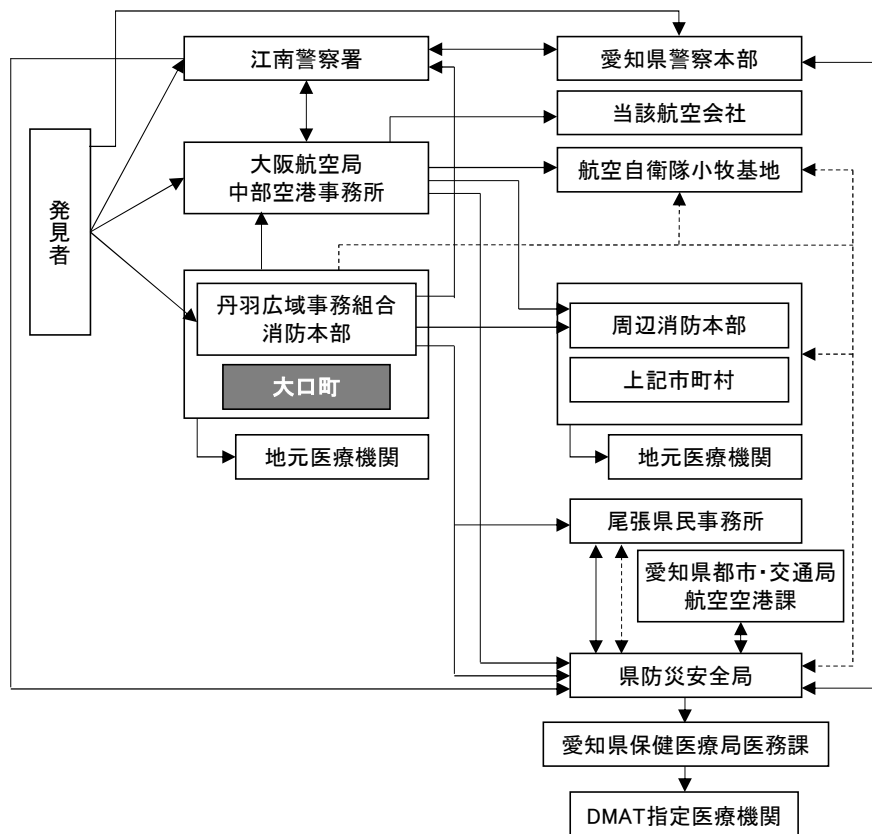 江南警察署
愛知県警察本部
当該航空会社
大阪航空局
中部空港事務所
航空自衛隊小牧基地
発見者
丹羽広域事務組合
消防本部
周辺消防本部
大口町
上記市町村
地元医療機関
地元医療機関
尾張県民事務所
愛知県都市・交通局
航空空港課
県防災安全局
愛知県保健医療局医務課
DMAT指定医療機関